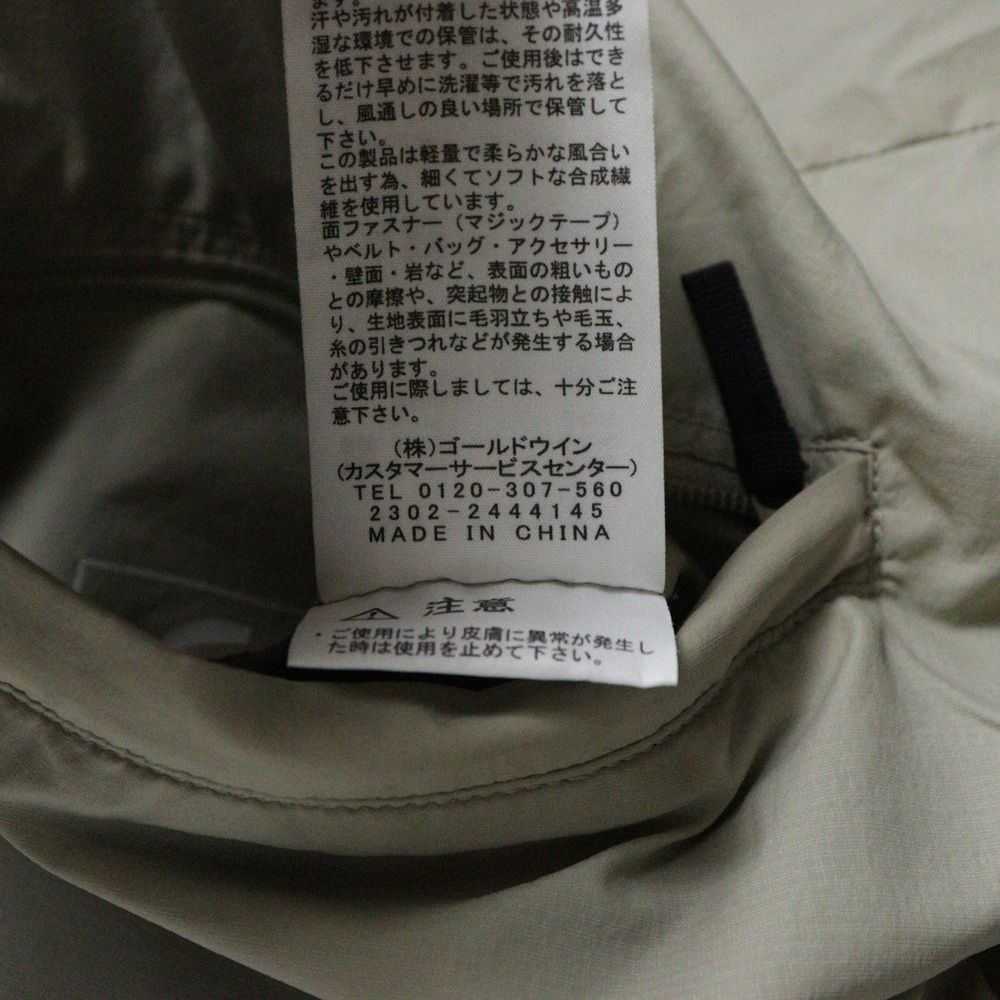 ます。
汗や汚れが付着した状態や高温多
湿な環境での保管は、その耐久性
を低下させます。ご使用後はでき
るだけ早めに洗濯等で汚れを落と
し、風通しの良い場所で保管して
下さい。
この製品は軽量で柔らかな風合い
を出す為、細くてソフトな合成繊
維を使用しています。
面ファスナー（マジックテープ）
やベルト・バッグ・アクセサリー
・壁面・岩など、表面の粗いもの
との摩擦や、突起物との接触によ
り、生地表面に毛羽立ちや毛玉、
糸の引きつれなどが発生する場合
があります。
ご使用に際しましては、十分ご注
意下さい。
（株）ゴールドウイン
（カスタマーサービスセンター）
TEL 0120-307-560
2302-2444145
MADE IN CHINA
注意
・ご使用により皮膚に異常が発生し
た時は使用を止めて下さい。